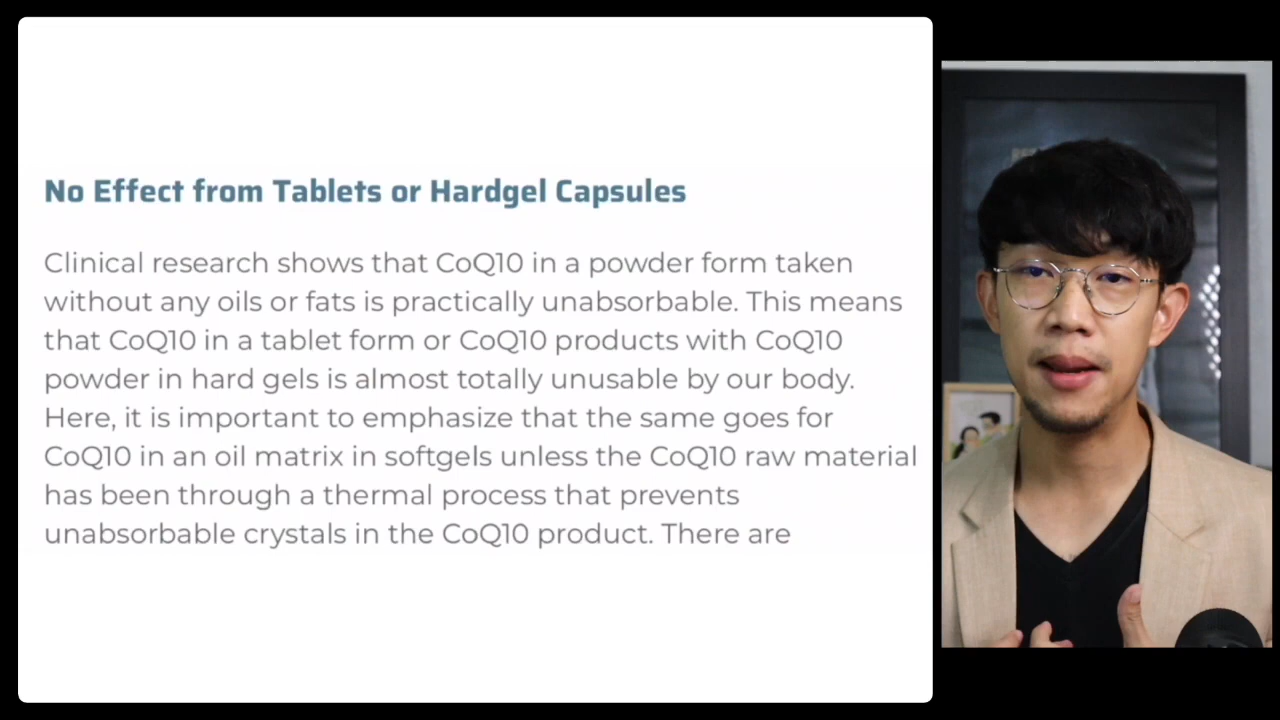 No Effect from Tablets or Hardgel Capsules
Clinical research shows that CoQ10 in a powder form taken
without any oils or fats is practically unabsorbable. This means
that CoQ10 in a tablet form or CoQ10 products with CoQ10
powder in hard gels is almost totally unusable by our body.
Here, it is important to emphasize that the same goes for
CoQ10 in an oil matrix in softgels unless the CoQ10 raw material
has been through a thermal process that prevents
unabsorbable crystals in the CoQ10 product. There are